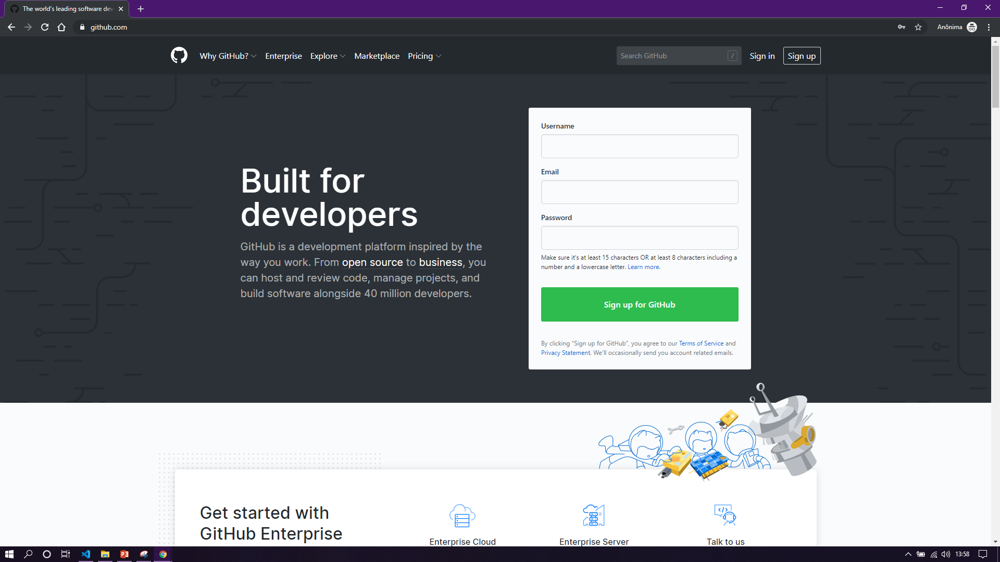 The world's leading software dev
github.com
Anônima
Why GitHub?
Enterprise
Explore
Marketplace
Pricing
Search GitHub
/
Sign in
Sign up
Built for
developers
GitHub is a development platform inspired by the
way you work. From open source to business, you
can host and review code, manage projects, and
build software alongside 40 million developers.
Username
Email
Password
Make sure it's at least 15 characters OR at least 8 characters including a
number and a lowercase letter. Learn more.
Sign up for GitHub
By clicking “Sign up for GitHub”, you agree to our Terms of Service and
Privacy Statement. We’ll occasionally send you account related emails.
Get started with
GitHub Enterprise
Enterprise Cloud
Enterprise Server
Talk to us
13:58